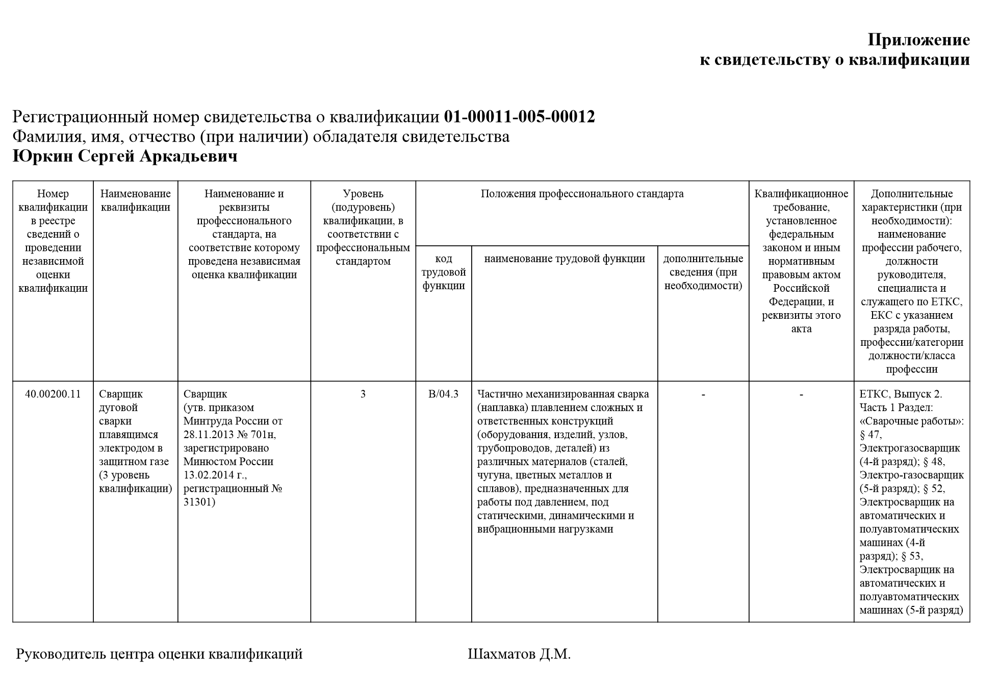 Приложение
к свидетельству о квалификации
Регистрационный номер свидетельства о квалификации 01-00011-005-00012
Фамилия, имя, отчество (при наличии) обладателя свидетельства
Юркин Сергей Аркадьевич
Номер
квалификации
в реестре
сведений о
проведении
независимой
оценки
квалификации
Наименование
квалификации
Наименование и
реквизиты
профессионального
стандарта, на
соответствие которому
проведена независимая
оценка квалификации
Уровень
(подуровень)
квалификации, в
соответствии с
профессиональным
стандартом
Положения профессионального стандарта
код
трудовой
функции
наименование трудовой функции
дополнительные
сведения (при
необходимости)
Квалификационное
требование,
установленное
федеральным
законом и иным
нормативным
правовым актом
Российской
Федерации, и
реквизиты этого
акта
Дополнительные
характеристики (при
необходимости):
наименование
профессии рабочего,
должности
руководителя,
специалиста и
служащего по ЕТКС,
ЕКС с указанием
разряда работы,
профессии/категории
должности/класса
профессии
40.00200.11
Сварщик
дуговой
сварки
плавящимся
электродом в
защитном газе
(3 уровень
квалификации)
Сварщик
(утв. приказом
Минтруда России от
28.11.2013 № 701н,
зарегистрировано
Минюстом России
13.02.2014 г.,
регистрационный №
31301)
3
В/04.3
Частично механизированная сварка
(наплавка) плавлением сложных и
ответственных конструкций
(оборудования, изделий, узлов,
трубопроводов, деталей) из
различных материалов (сталей,
чугуна, цветных металлов и
сплавов), предназначенных для
работы под давлением, под
статическими, динамическими и
вибрационными нагрузками
-
-
ЕТКС, Выпуск 2.
Часть 1 Раздел:
«Сварочные работы»:
§ 47,
Электрогазосварщик
(4-й разряд); § 48,
Электро-газосварщик
(5-й разряд); § 52,
Электросварщик на
автоматических и
полуавтоматических
машинах (4-й
разряд); § 53,
Электросварщик на
автоматических и
полуавтоматических
машинах (5-й разряд)
Руководитель центра оценки квалификаций
Шахматов Д.М.